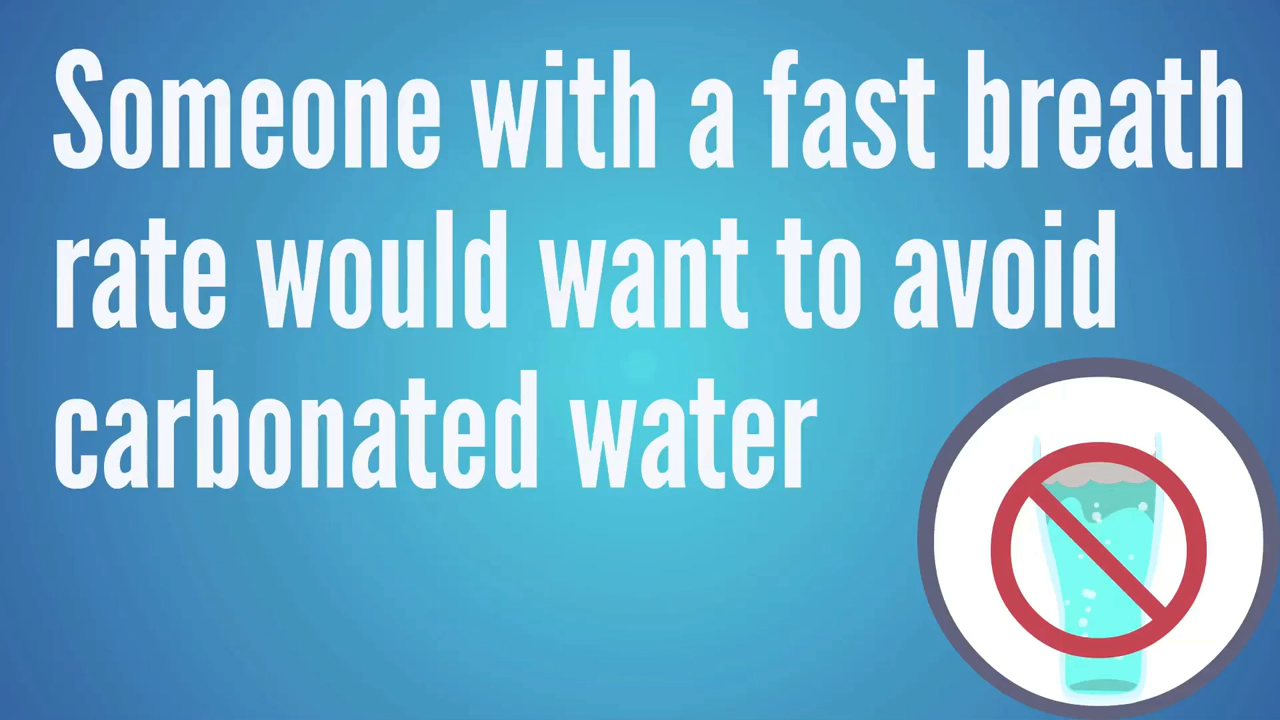 Someone with a fast breath
rate would want to avoid
carbonated water